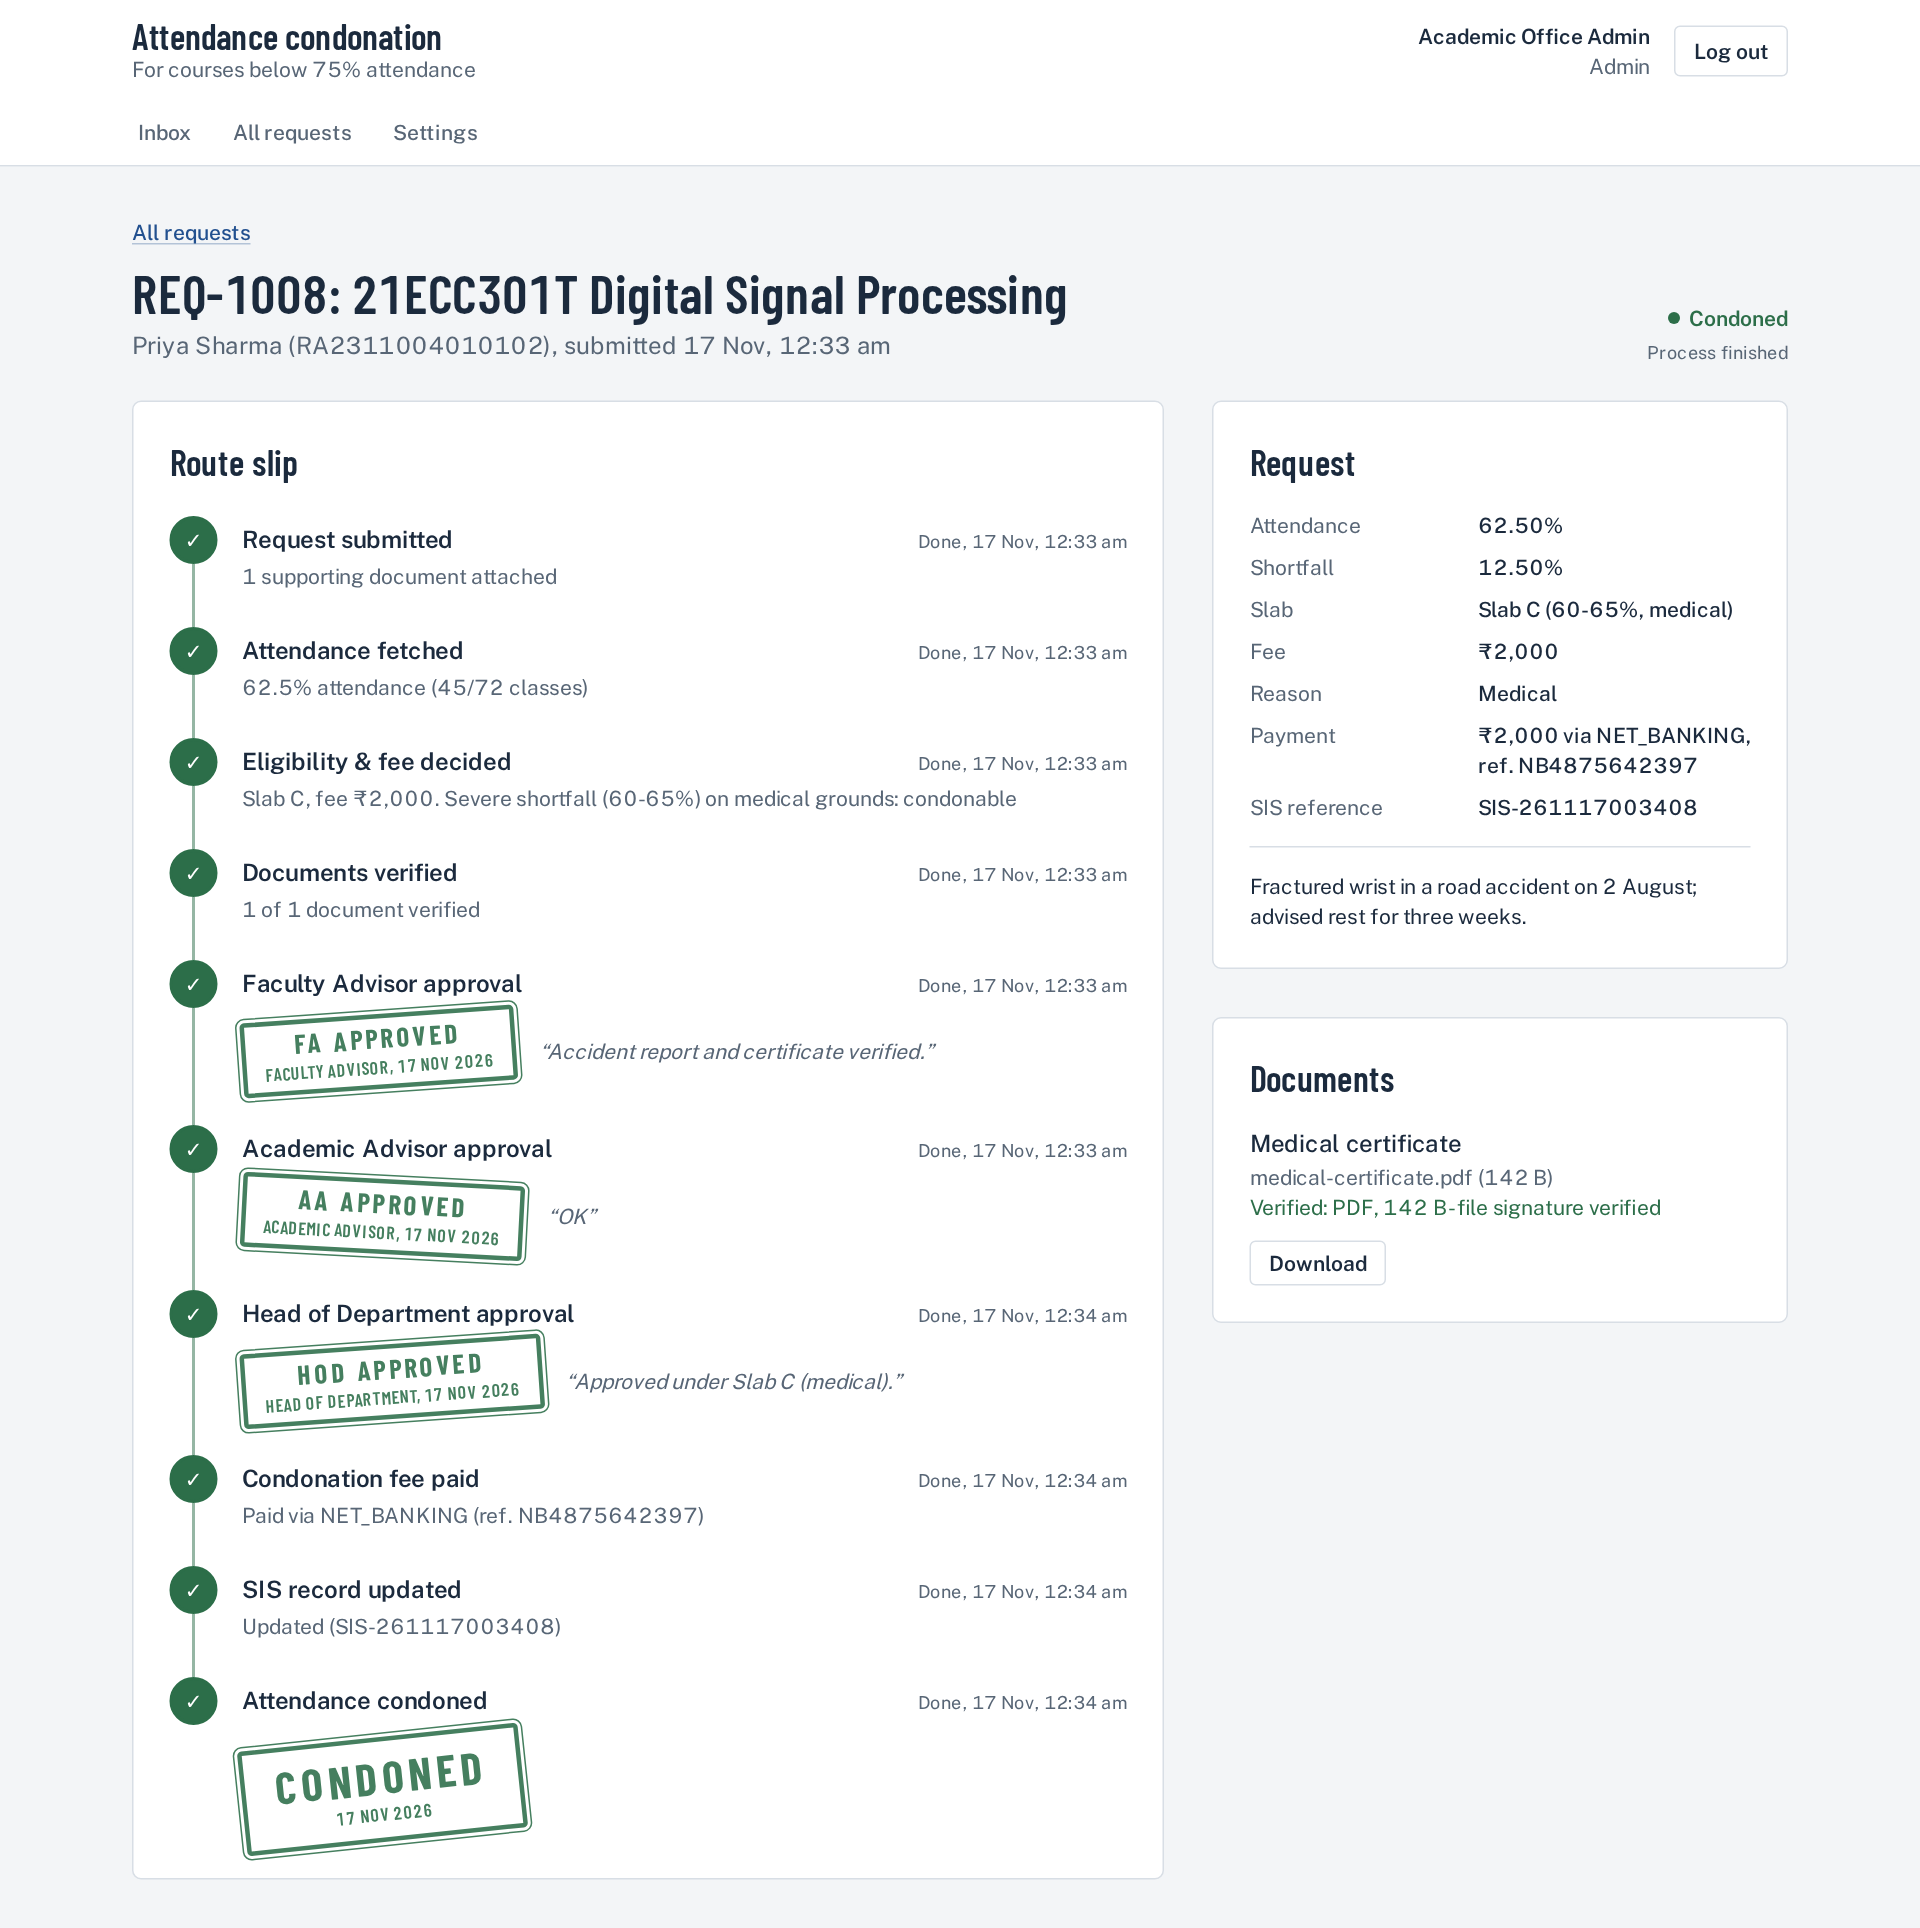 Attendance condonation
For courses below 75% attendance
Academic Office Admin
Admin
Log out
Inbox
All requests
Settings
All requests
REQ-1008: 21ECC301T Digital Signal Processing
Priya Sharma (RA2311004010102), submitted 17 Nov, 12:33 am
Condoned
Process finished
Route slip
✓
Request submitted
Done, 17 Nov, 12:33 am
1 supporting document attached
✓
Attendance fetched
Done, 17 Nov, 12:33 am
62.5% attendance (45/72 classes)
✓
Eligibility & fee decided
Done, 17 Nov, 12:33 am
Slab C, fee ₹2,000. Severe shortfall (60-65%) on medical grounds: condonable
✓
Documents verified
Done, 17 Nov, 12:33 am
1 of 1 document verified
✓
Faculty Advisor approval
Done, 17 Nov, 12:33 am
FA APPROVED
FACULTY ADVISOR, 17 NOV 2026
“Accident report and certificate verified.”
✓
Academic Advisor approval
Done, 17 Nov, 12:33 am
AA APPROVED
ACADEMIC ADVISOR, 17 NOV 2026
“OK”
✓
Head of Department approval
Done, 17 Nov, 12:34 am
HOD APPROVED
HEAD OF DEPARTMENT, 17 NOV 2026
“Approved under Slab C (medical).”
✓
Condonation fee paid
Done, 17 Nov, 12:34 am
Paid via NET_BANKING (ref. NB4875642397)
✓
SIS record updated
Done, 17 Nov, 12:34 am
Updated (SIS-261117003408)
✓
Attendance condoned
Done, 17 Nov, 12:34 am
CONDONED
17 NOV 2026
Request
Attendance 62.50%
Shortfall 12.50%
Slab Slab C (60-65%, medical)
Fee ₹2,000
Reason Medical
Payment ₹2,000 via NET_BANKING,
ref. NB4875642397
SIS reference SIS-261117003408
Fractured wrist in a road accident on 2 August;
advised rest for three weeks.
Documents
Medical certificate
medical-certificate.pdf (142 B)
Verified: PDF, 142 B - file signature verified
Download